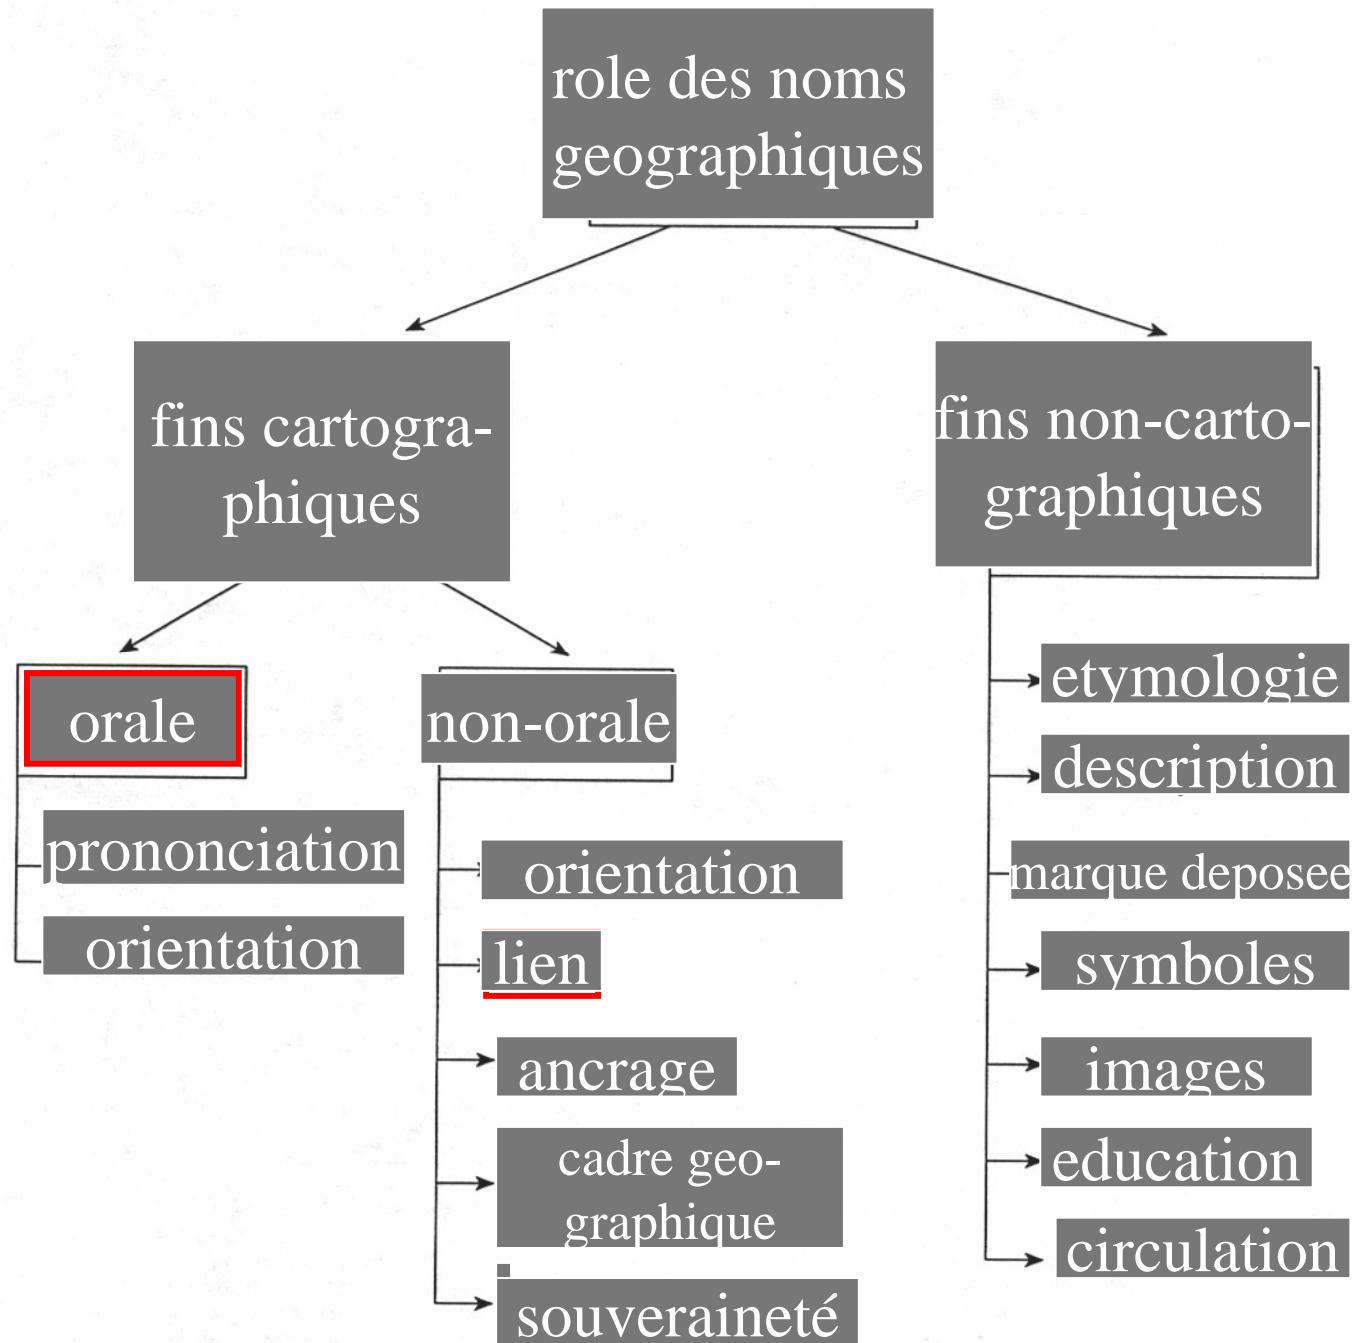 role des noms
geographiques
fins cartogra-
phiques
fins non-carto-
graphiques
orale
prononciation
orientation
non-orale
orientation
lien
ancrage
cadre geo-
graphique
souveraineté
etymologie
description
marque deposee
symboles
images
education
circulation